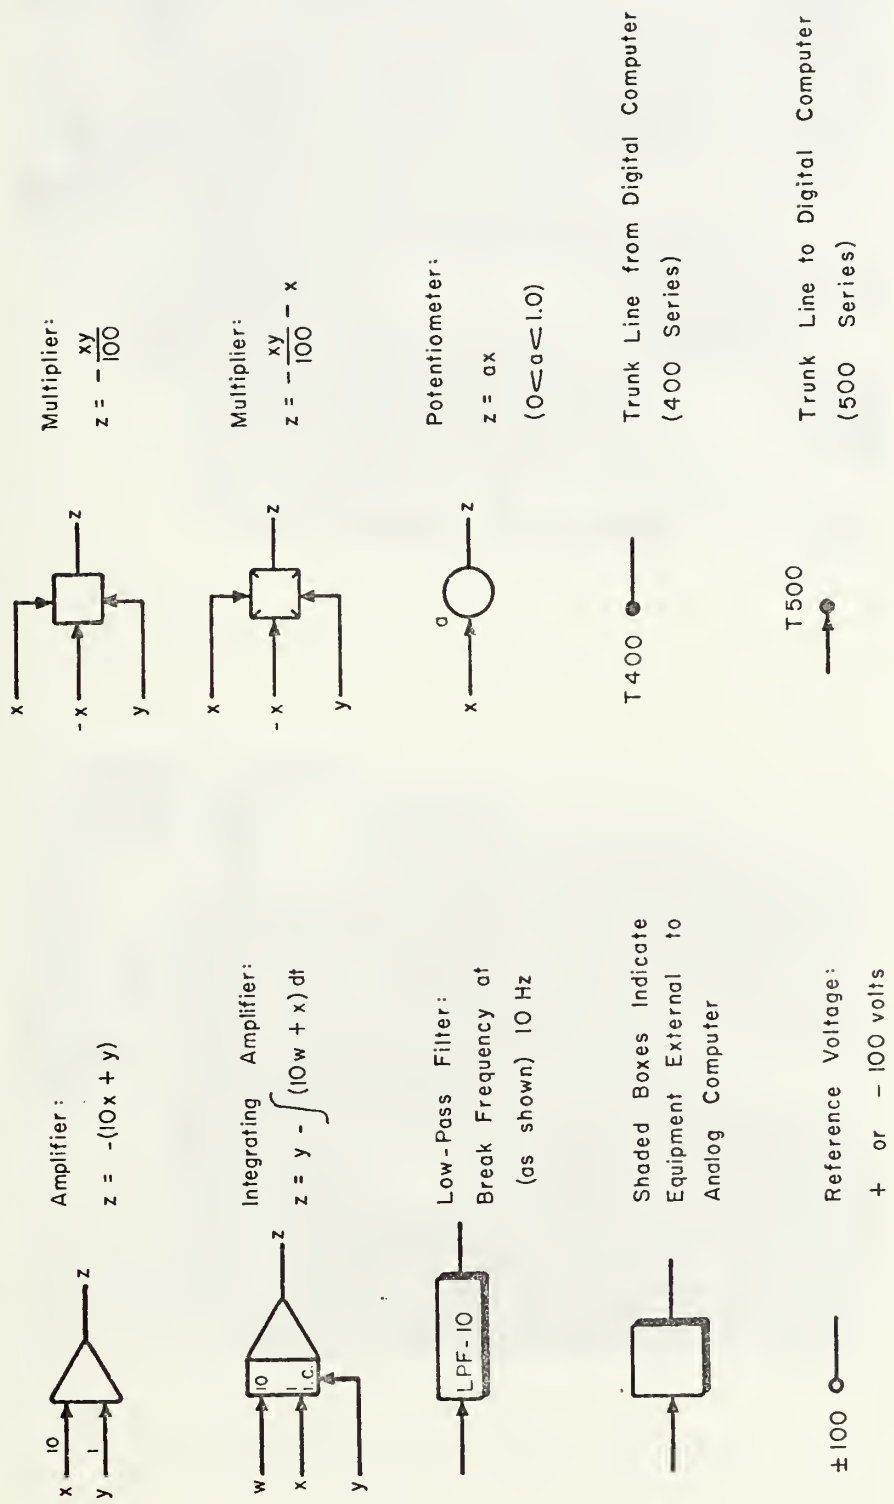 x 10
y 1
z
Amplifier:
z = -(10x + y)
w 10
x 1
I.C.
y
z
Integrating Amplifier:
z = y - ∫(10w + x) dt
LPF-10
Low-Pass Filter:
Break Frequency at
(as shown) 10 Hz
Shaded Boxes Indicate
Equipment External to
Analog Computer
±100
Reference Voltage:
+ or - 100 volts
x
-x
y
z
Multiplier:
z = - xy/100
x
-x
y
z
Multiplier:
z = - xy/100 - x
x
a
z
Potentiometer:
z = ax
(0<a<1.0)
T400
Trunk Line from Digital Computer
(400 Series)
T500
Trunk Line to Digital Computer
(500 Series)